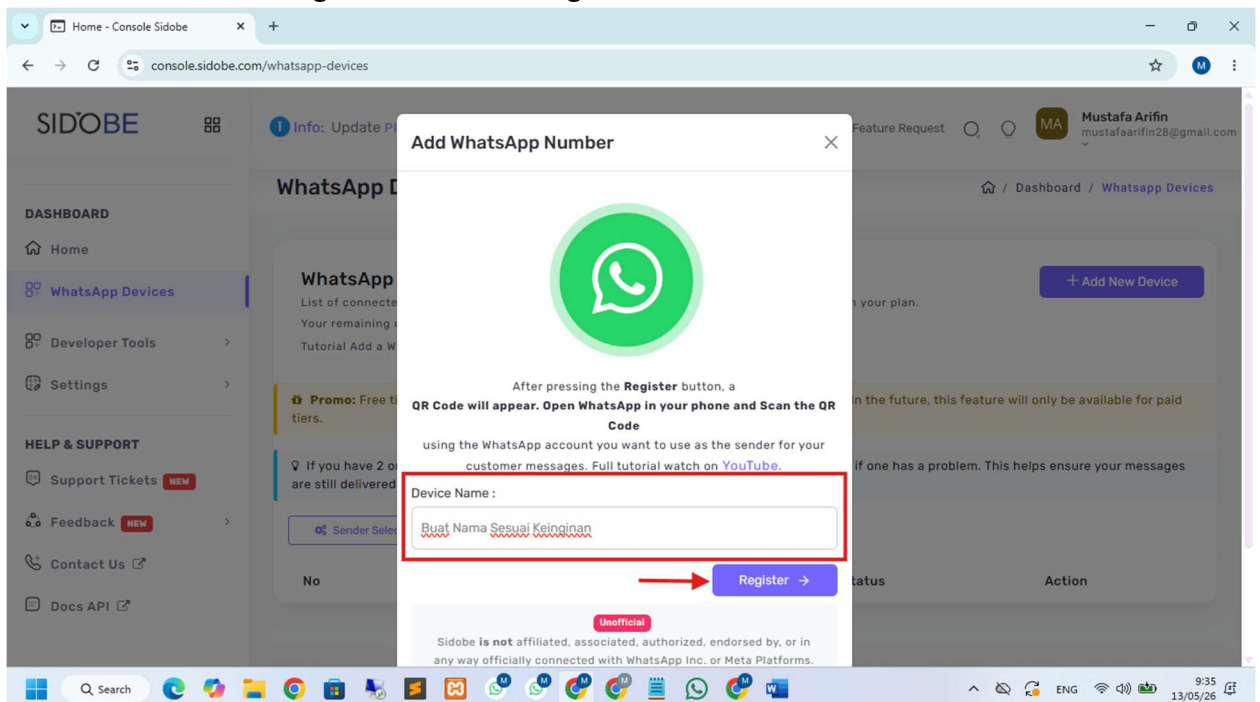 Home - Console Sidobe
console.sidobe.com/whatsapp-devices
M
SIDOBE
Info: Update
Feature Request
MA
Mustafa Arifin
mustafaarifin28@gmail.com
Dashboard / Whatsapp Devices
DASHBOARD
Home
WhatsApp Devices
Developer Tools
Settings
HELP & SUPPORT
Support Tickets NEW
Feedback NEW
Contact Us
Docs API
WhatsApp
WhatsApp
List of connecte
your plan.
Your remaining
Tutorial Add a W
+ Add New Device
Promo: Free ti
In the future, this feature will only be available for paid
tiers.
If you have 2 o
if one has a problem. This helps ensure your messages
are still delivered
Sender Selec
No
tatus
Action
Add WhatsApp Number
After pressing the Register button, a
QR Code will appear. Open WhatsApp in your phone and Scan the QR
Code
using the WhatsApp account you want to use as the sender for your
customer messages. Full tutorial watch on YouTube.
Device Name :
Buat Nama Sesuai Keinginan
Register →
Unofficial
Sidobe is not affiliated, associated, authorized, endorsed by, or in
any way officially connected with WhatsApp Inc. or Meta Platforms.
Search
ENG
9:35
13/05/26